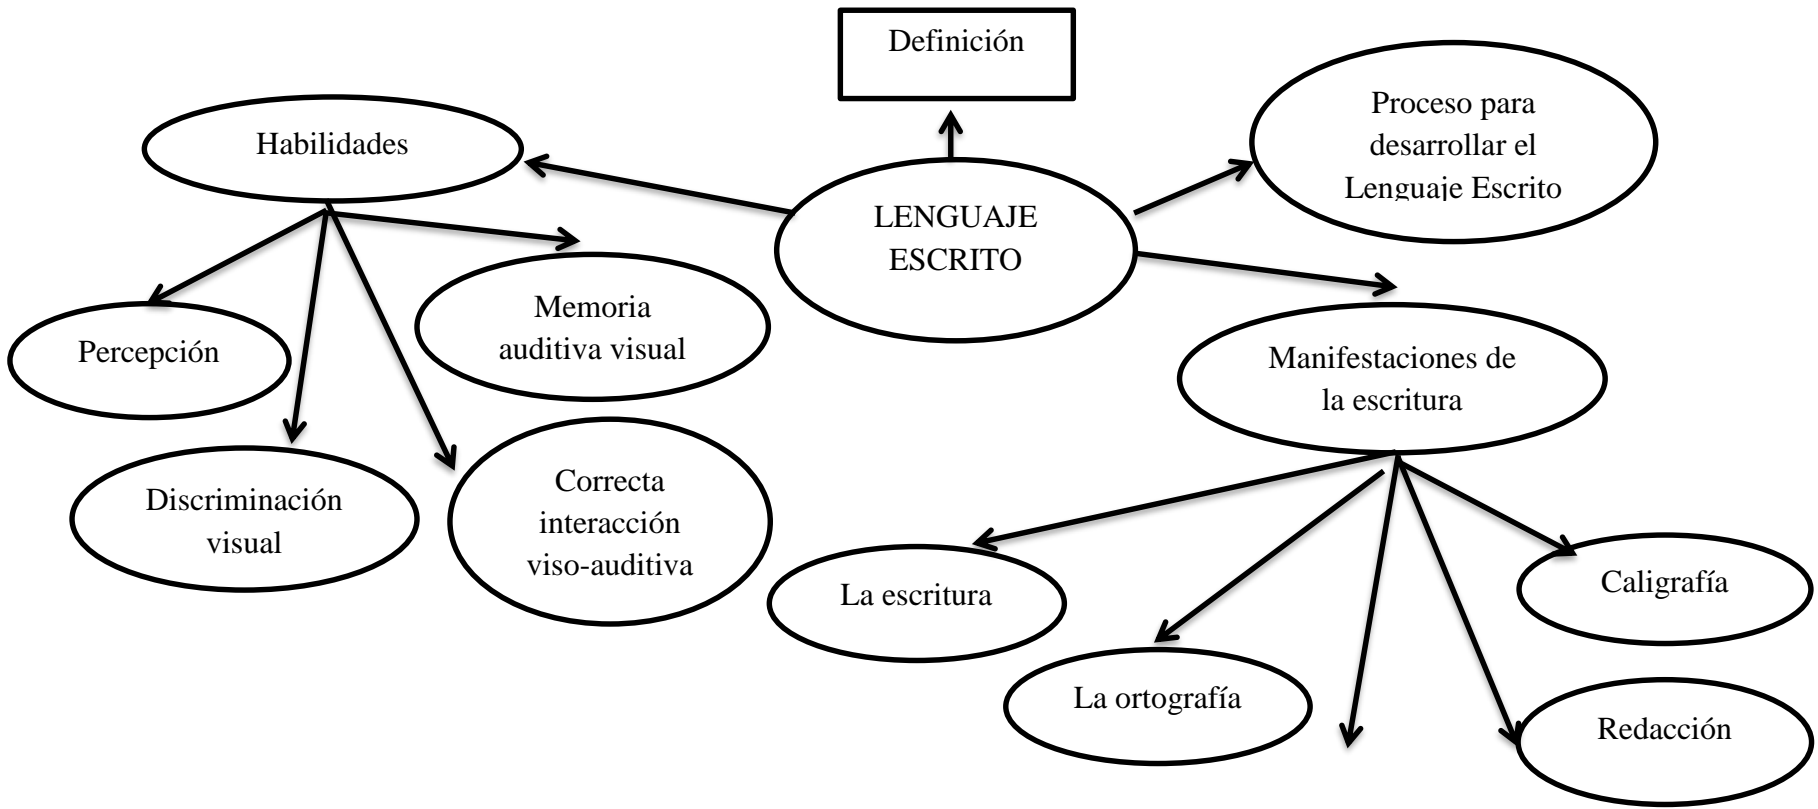 Definición
Proceso para
desarrollar el
Lenguaje Escrito
Habilidades
LENGUAJE
ESCRITO
Memoria
auditiva visual
Percepción
Manifestaciones de
la escritura
Discriminación
visual
Correcta
interacción
viso-auditiva
La escritura
Caligrafía
La ortografía
Redacción